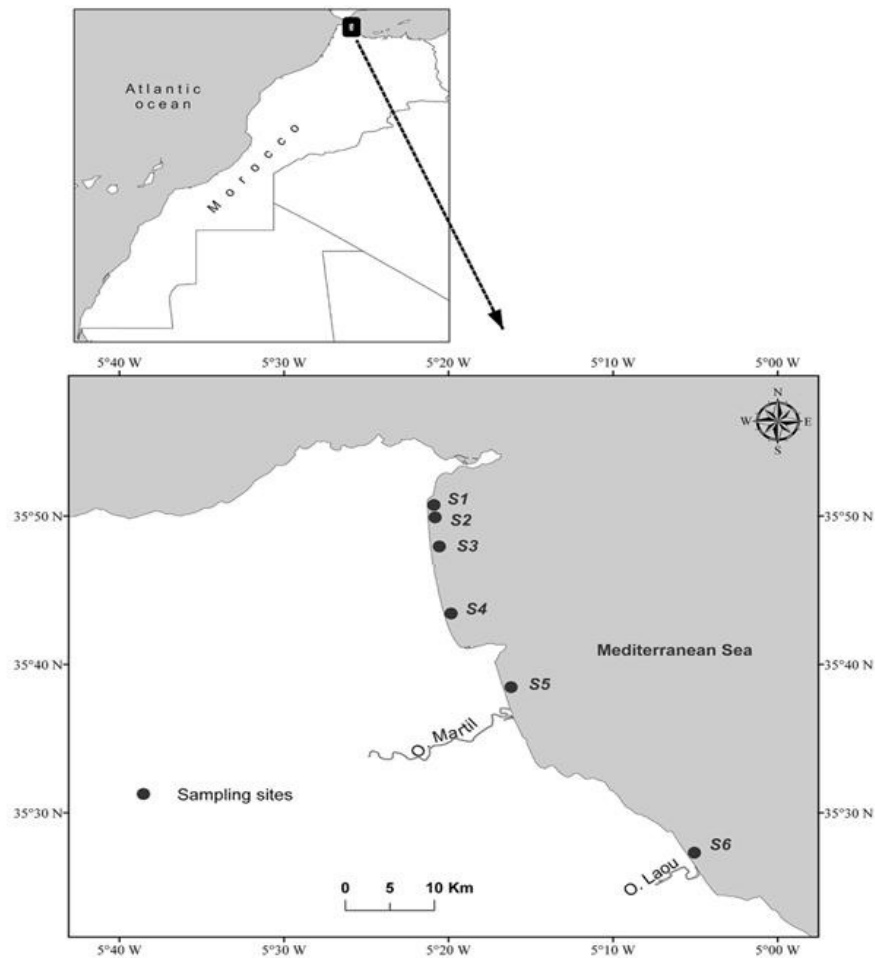 Atlantic
ocean
Morocco
5°40 W 5°30 W 5°20 W 5°10 W 5°00 W
N
W E
S
S1
35°50 N 35°50 N
S2
S3
S4
Mediterranean Sea
35°40 N 35°40 N
S5
O. Martil
Sampling sites
35°30 N 35°30 N
S6
O. Laou
0 5 10 Km
5°40 W 5°30 W 5°20 W 5°10 W 5°00 W